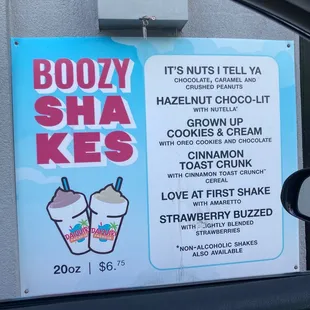 BOOZY
SHA
KES
20oz | $6.75
IT'S NUTS I TELL YA
CHOCOLATE, CARAMEL AND
CRUSHED PEANUTS
HAZELNUT CHOCO-LIT
WITH NUTELLA
GROWN UP
COOKIES & CREAM
WITH OREO COOKIES AND CHOCOLATE
CINNAMON
TOAST CRUNK
WITH CINNAMON TOAST CRUNCH
CEREAL
LOVE AT FIRST SHAKE
WITH AMARETTO
STRAWBERRY BUZZED
WITH BLENDED
STRAWBERRIES
*NON-ALCOHOLIC SHAKES
ALSO AVAILABLE